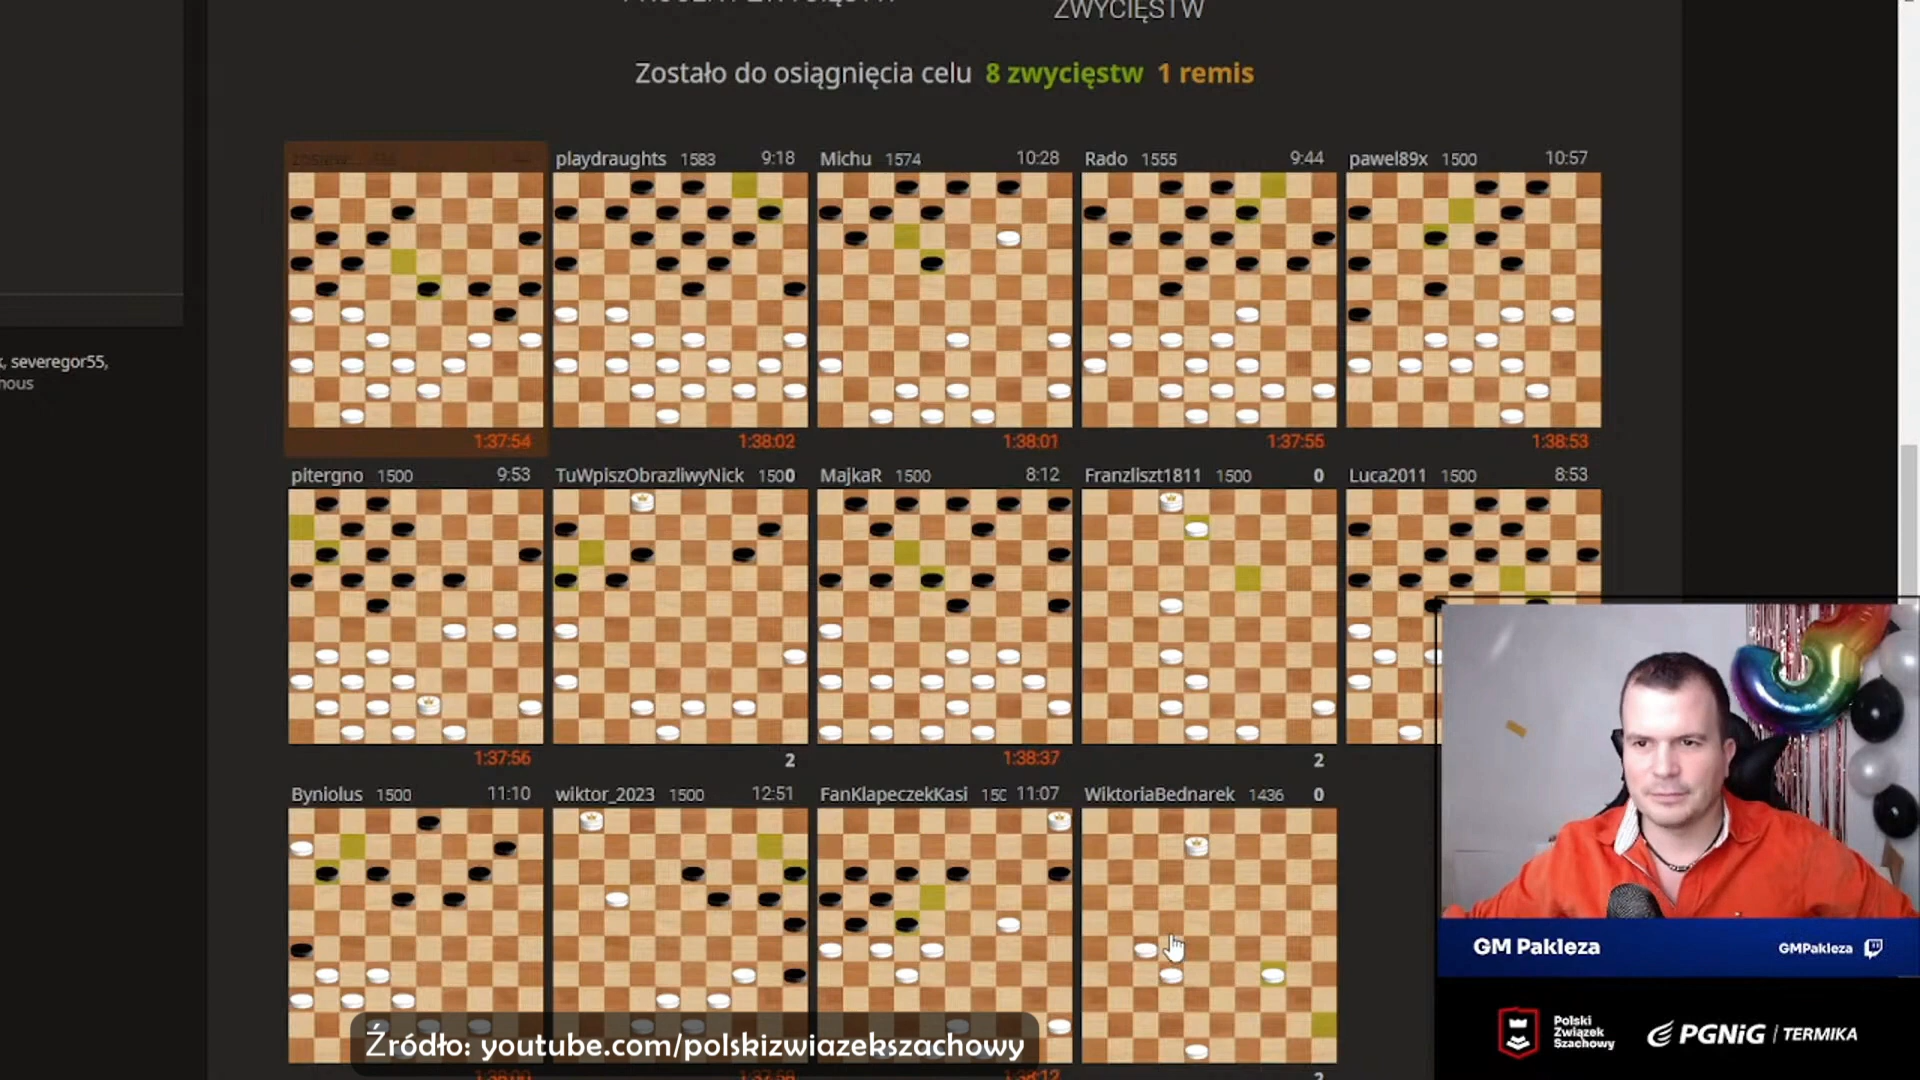 ZWYCIĘSTW
Zostało do osiągnięcia celu 8 zwycięstw 1 remis
playdraughts 1583 9:18
Michu 1574 10:28
Rado 1555 9:44
pawel89x 1500 10:57
severegor55,
1:37:54
1:38:02
1:38:01
1:37:55
1:38:53
pitergno 1500 9:53
TuWpiszObrazliwyNick 1500
MajkaR 1500 8:12
Franzliszt1811 1500 0
Luca2011 1500 8:53
1:37:56
2
1:38:37
2
Byniolus 1500 11:10
wiktor_2023 1500 12:51
FanKlapeczekKasi 150 11:07
WiktoriaBednarek 1436 0
GM Pakleza
GMPakleza
Polski
Związek
Szachowy
PGNiG | TERMIKA
Źródło: youtube.com/polskizwiazekszachowy